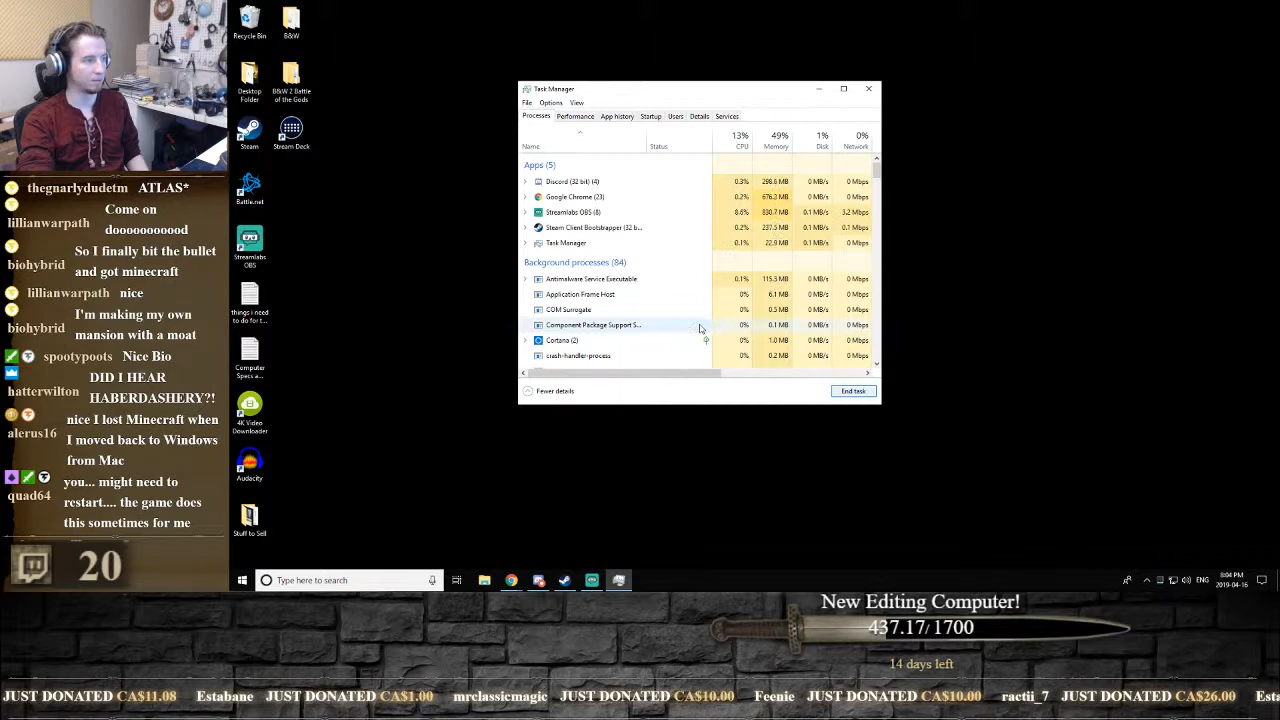 Recycle Bin
B&W
Desktop
Folder
B&W 2 Battle
of the Gods
Steam
Stream Deck
Battle.net
Streamlabs
OBS
things i need
to do for t...
Computer
Specs a...
4K Video
Downloader
Audacity
Stuff to Sell
thegnarlydudetm ATLAS*
lillianwarpath Come on
dooooooooood
biohybrid So I finally bit the bullet
and got minecraft
lillianwarpath nice
biohybrid I'm making my own
mansion with a moat
spootypoots Nice Bio
hatterwilton DID I HEAR
HABERDASHERY?!
alerus16 nice I lost Minecraft when
I moved back to Windows
from Mac
quad64 you... might need to
restart.... the game does
this sometimes for me
20
Task Manager
File Options View
Processes Performance App history Startup Users Details Services
13% 49% 1% 0%
Name Status CPU Memory Disk Network
Apps (5)
Discord (32 bit) (4) 0.3% 298.6 MB 0 MB/s 0 Mbps
Google Chrome (23) 0.2% 676.2 MB 0 MB/s 0 Mbps
Streamlabs OBS (8) 8.6% 830.7 MB 0.1 MB/s 3.2 Mbps
Steam Client Bootstrapper (32 b... 0.2% 237.5 MB 0.1 MB/s 0.1 Mbps
Task Manager 0.1% 22.9 MB 0 MB/s 0 Mbps
Background processes (84)
Antimalware Service Executable 0.1% 115.3 MB 0 MB/s 0 Mbps
Application Frame Host 0% 6.1 MB 0 MB/s 0 Mbps
COM Surrogate 0% 0.5 MB 0 MB/s 0 Mbps
Component Package Support S... 0% 0.1 MB 0 MB/s 0 Mbps
Cortana (2) 0% 1.0 MB 0 MB/s 0 Mbps
crash-handler-process 0% 0.2 MB 0 MB/s 0 Mbps
Fewer details End task
Type here to search
ENG
8:04 PM
2019-04-16
New Editing Computer!
437.17/ 1700
14 days left
JUST DONATED CA$11.08 Estabane JUST DONATED CA$1.00 mrclassicmagic JUST DONATED CA$10.00 Feenie JUST DONATED CA$10.00 ractii_7 JUST DONATED CA$26.00 Esta